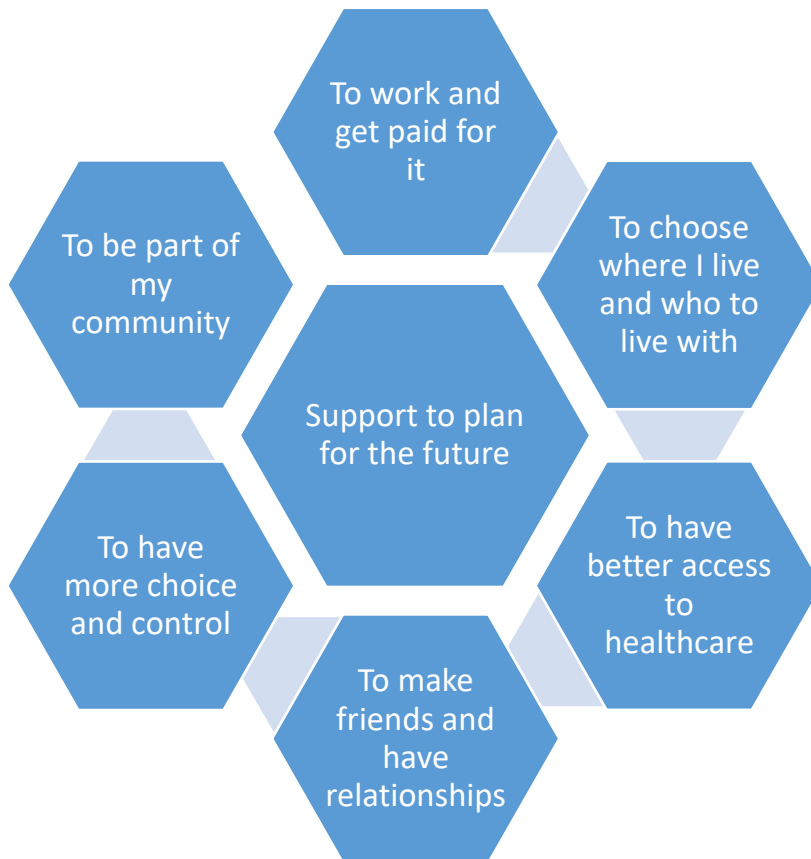 To work and
get paid for
it
To choose
where I live
and who to
live with
To have
better access
to
healthcare
To make
friends and
have
relationships
To have
more choice
and control
To be part of
my
community
Support to plan
for the future